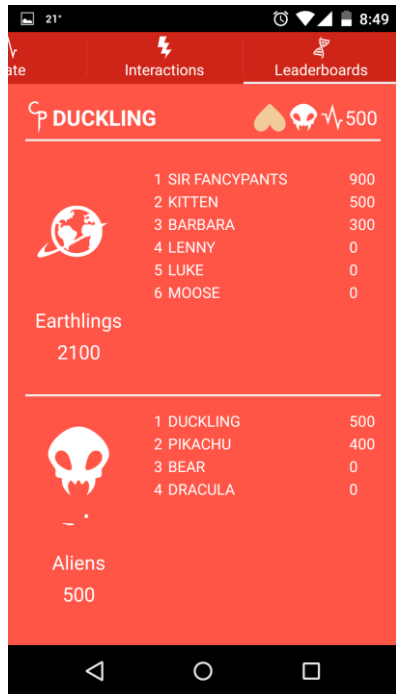 21° 8:49
ate Interactions Leaderboards
CP DUCKLING 500
1 SIR FANCYPANTS 900
2 KITTEN 500
3 BARBARA 300
4 LENNY 0
5 LUKE 0
6 MOOSE 0
Earthlings
2100
1 DUCKLING 500
2 PIKACHU 400
3 BEAR 0
4 DRACULA 0
Aliens
500